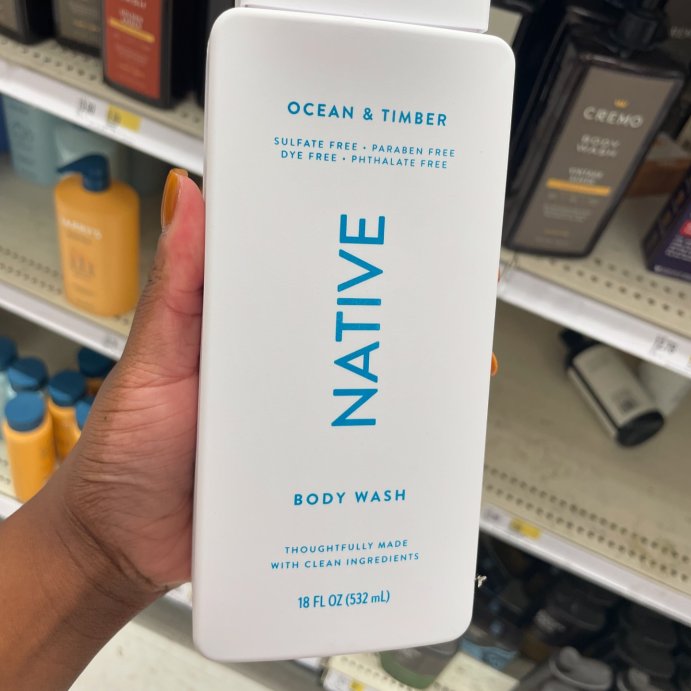 OCEAN & TIMBER
SULFATE FREE • PARABEN FREE
DYE FREE • PHTHALATE FREE
NATIVE
BODY WASH
THOUGHTFULLY MADE
WITH CLEAN INGREDIENTS
18 FL OZ (532 mL)
CREMO
BODY
WASH